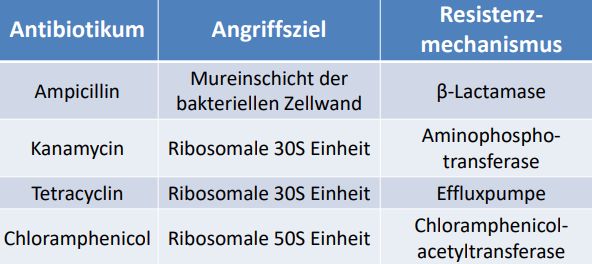 Antibiotikum Angriffsziel Resistenz-
mechanismus
Ampicillin Mureinschicht der
bakteriellen Zellwand β-Lactamase
Kanamycin Ribosomale 30S Einheit Aminophospho-
transferase
Tetracyclin Ribosomale 30S Einheit Effluxpumpe
Chloramphenicol Ribosomale 50S Einheit Chloramphenicol-
acetyltransferase